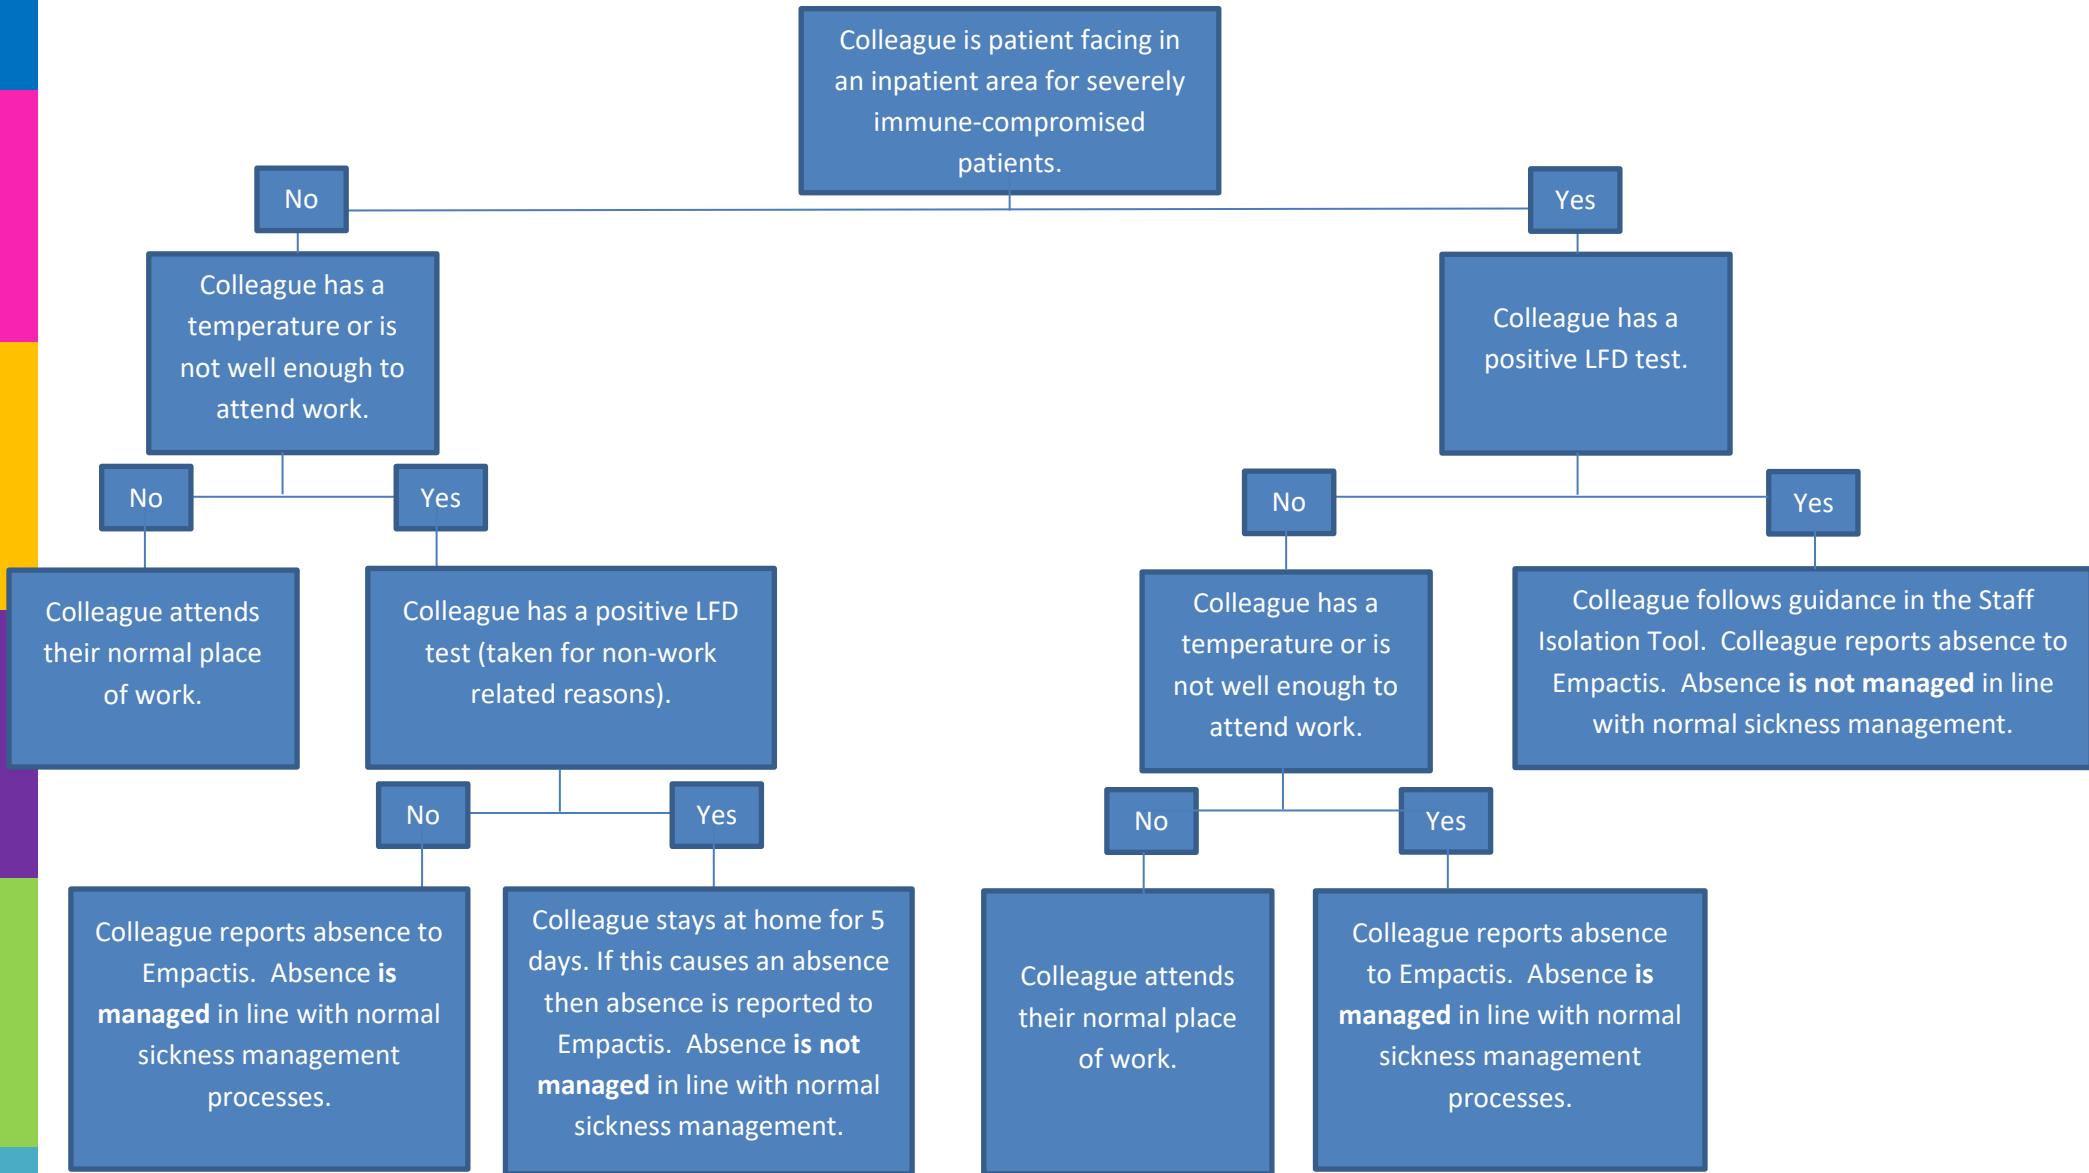 Colleague is patient facing in
an inpatient area for severely
immune-compromised
patients.
No
Yes
Colleague has a
temperature or is
not well enough to
attend work.
Colleague has a
positive LFD test.
No
Yes
No
Yes
Colleague attends
their normal place
of work.
Colleague has a positive LFD
test (taken for non-work
related reasons).
Colleague has a
temperature or is
not well enough to
attend work.
Colleague follows guidance in the Staff
Isolation Tool.  Colleague reports absence to
Empactis.  Absence is not managed in line
with normal sickness management.
No
Yes
No
Yes
Colleague reports absence to
Empactis.  Absence is
managed in line with normal
sickness management
processes.
Colleague stays at home for 5
days. If this causes an absence
then absence is reported to
Empactis.  Absence is not
managed in line with normal
sickness management.
Colleague attends
their normal place
of work.
Colleague reports absence
to Empactis.  Absence is
managed in line with normal
sickness management
processes.